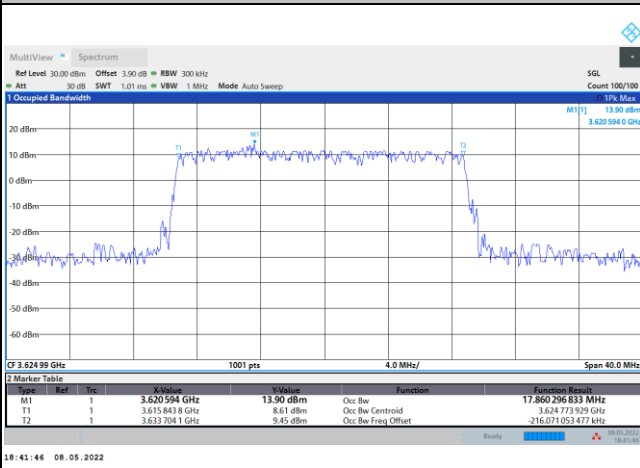 MultiView Spectrum
Ref Level 30.00 dBm Offset 3.90 dB RBW 300 kHz SGL
Att 30 dB SWT 1.01 ms VBW 1 MHz Mode Auto Sweep Count 100/100
1 Occupied Bandwidth 1Pk Max
M1[1] 13.90 dBm
3.620 594 0 GHz
20 dBm
M1
T1
T2
10 dBm
0 dBm
-10 dBm
-20 dBm
-30 dBm
-40 dBm
-50 dBm
-60 dBm
CF 3.624 99 GHz 1001 pts 4.0 MHz/ Span 40.0 MHz
2 Marker Table
Type Ref Trc X-Value Y-Value Function Function Result
M1 1 3.620 594 GHz 13.90 dBm Occ Bw 17.860 296 833 MHz
T1 1 3.615 843 8 GHz 8.61 dBm Occ Bw Centroid 3.624 773 929 GHz
T2 1 3.633 704 1 GHz 9.45 dBm Occ Bw Freq Offset -216.071 053 477 kHz
Ready 08.05.2022
18:41:46
18:41:46 08.05.2022